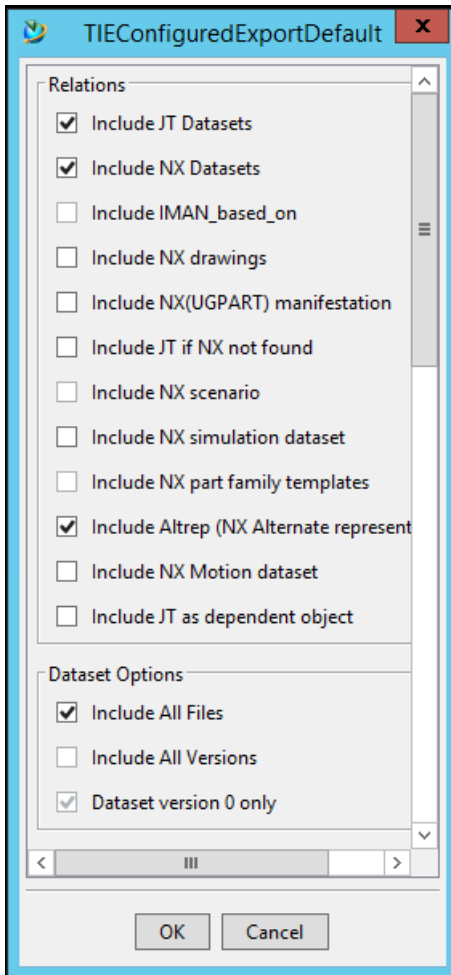 TIEConfiguredExportDefault
Relations
Include JT Datasets
Include NX Datasets
Include IMAN_based_on
Include NX drawings
Include NX(UGPART) manifestation
Include JT if NX not found
Include NX scenario
Include NX simulation dataset
Include NX part family templates
Include Altrep (NX Alternate represent
Include NX Motion dataset
Include JT as dependent object
Dataset Options
Include All Files
Include All Versions
Dataset version 0 only
OK Cancel